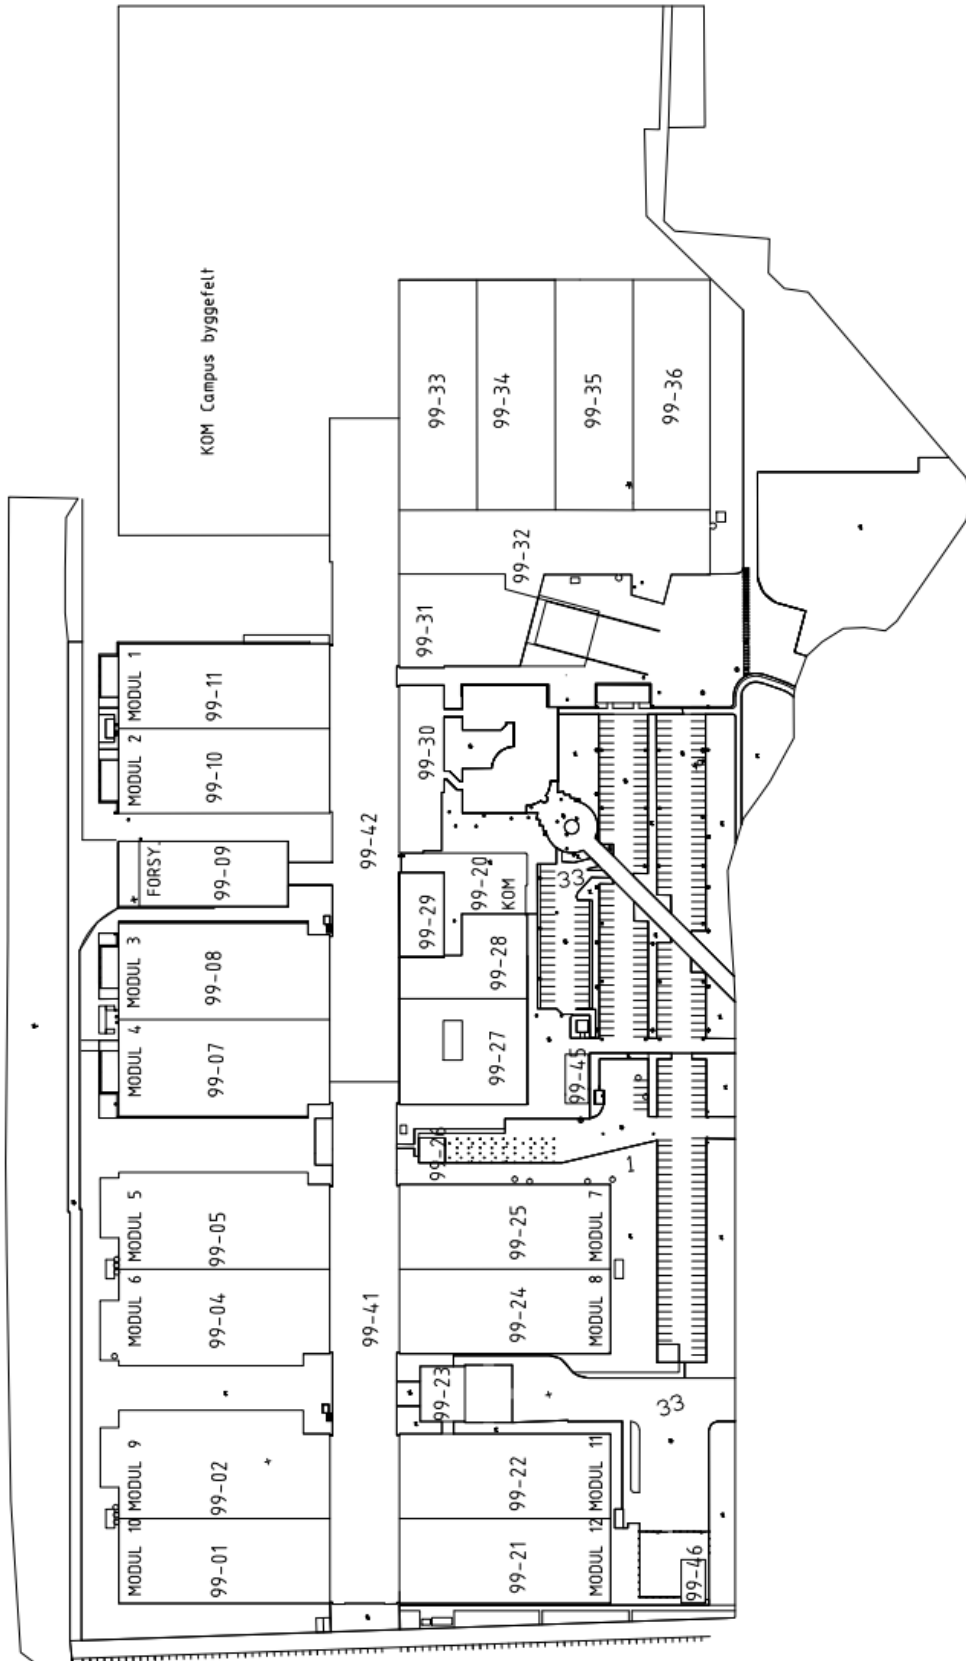 KOM Campus byggefelt
99-33
99-34
99-35
99-36
99-32
99-31
MODUL 1
99-11
MODUL 2
99-10
99-30
99-42
FORSY.
99-09
99-29
99-20
KOM
33
MODUL 3
99-08
99-28
MODUL 4
99-07
99-27
99-45
99-26
1
MODUL 5
99-05
99-25
MODUL 7
MODUL 6
99-04
99-41
99-24
MODUL 8
99-23
33
MODUL 9
99-02
99-22
MODUL 11
MODUL 10
99-01
99-21
MODUL 12
99-46